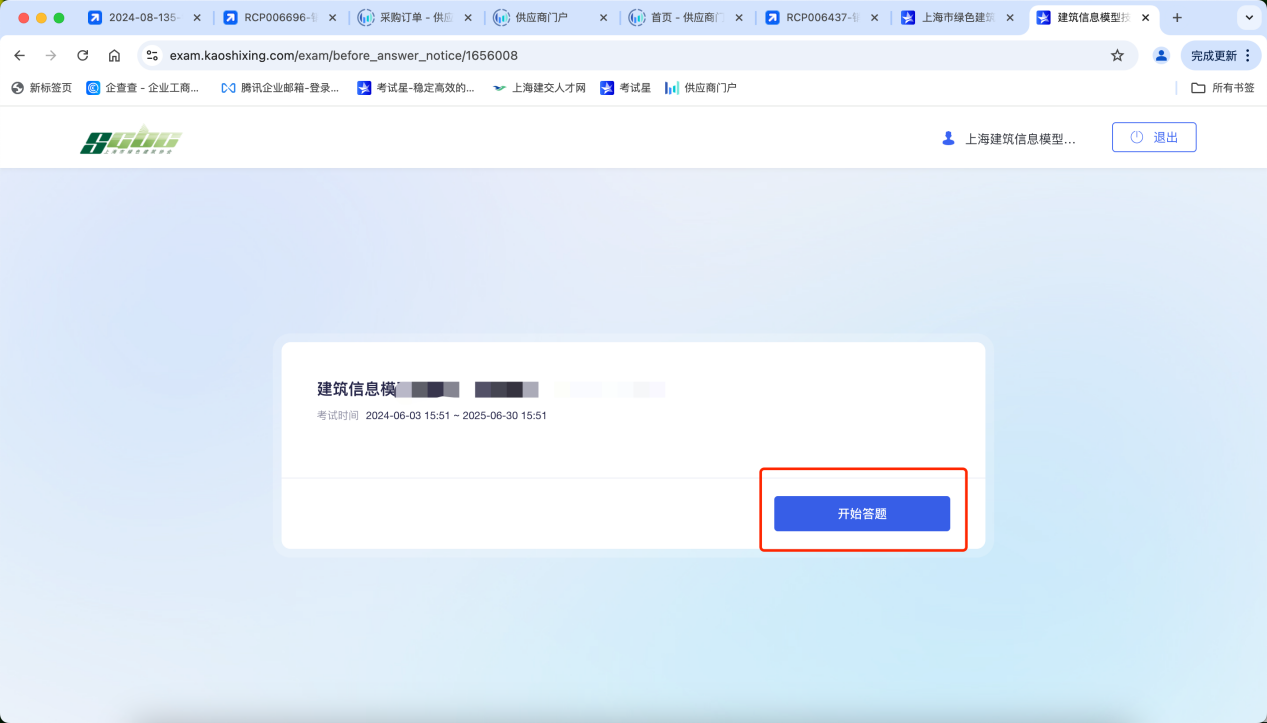 2024-08-135-
RCP006696-
采购订单 - 供应
供应商门户
首页 - 供应商门
RCP006437-
上海市绿色建筑
建筑信息模型技
exam.kaoshixing.com/exam/before_answer_notice/1656008
完成更新
新标签页
企查查 - 企业工商...
腾讯企业邮箱-登录...
考试星-稳定高效的...
上海建交人才网
考试星
供应商门户
所有书签
SGBC
上海建筑信息模型...
退出
建筑信息模
考试时间 2024-06-03 15:51 ~ 2025-06-30 15:51
开始答题